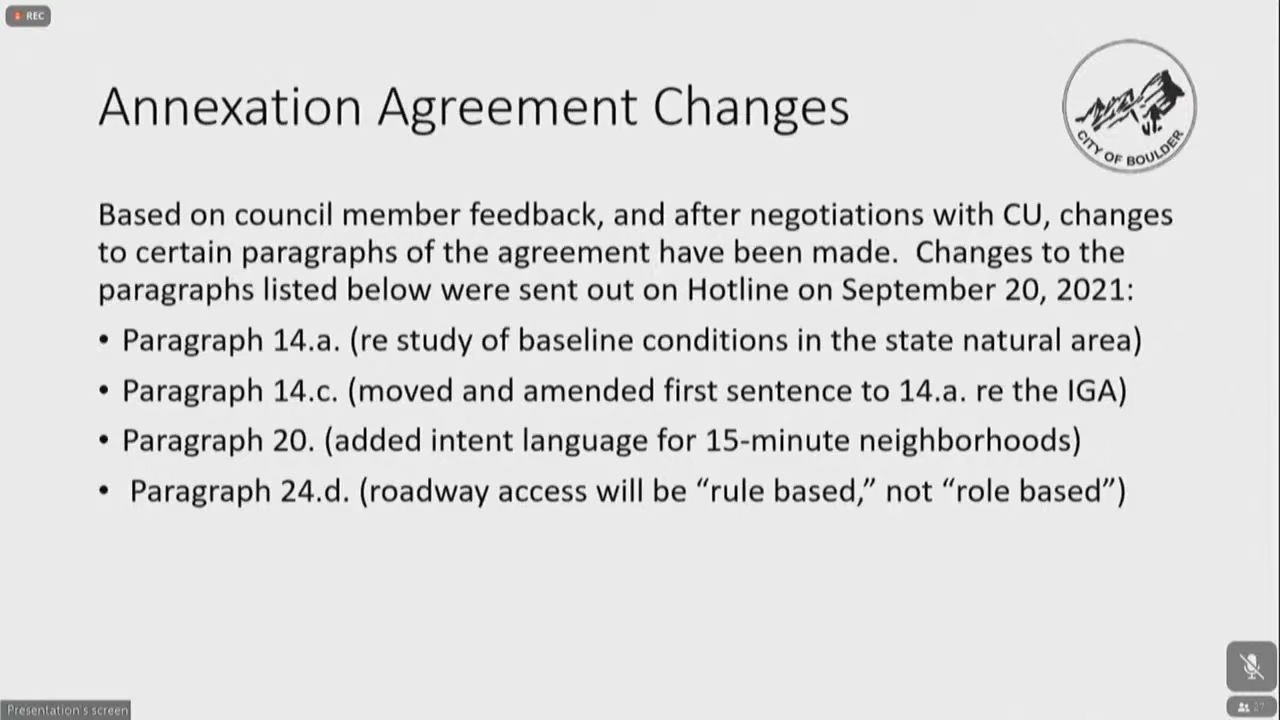 REC
Annexation Agreement Changes
CITY OF BOULDER
Based on council member feedback, and after negotiations with CU, changes
to certain paragraphs of the agreement have been made.  Changes to the
paragraphs listed below were sent out on Hotline on September 20, 2021:
• Paragraph 14.a. (re study of baseline conditions in the state natural area)
• Paragraph 14.c. (moved and amended first sentence to 14.a. re the IGA)
• Paragraph 20. (added intent language for 15-minute neighborhoods)
• Paragraph 24.d. (roadway access will be “rule based,” not “role based”)
Presentation's screen